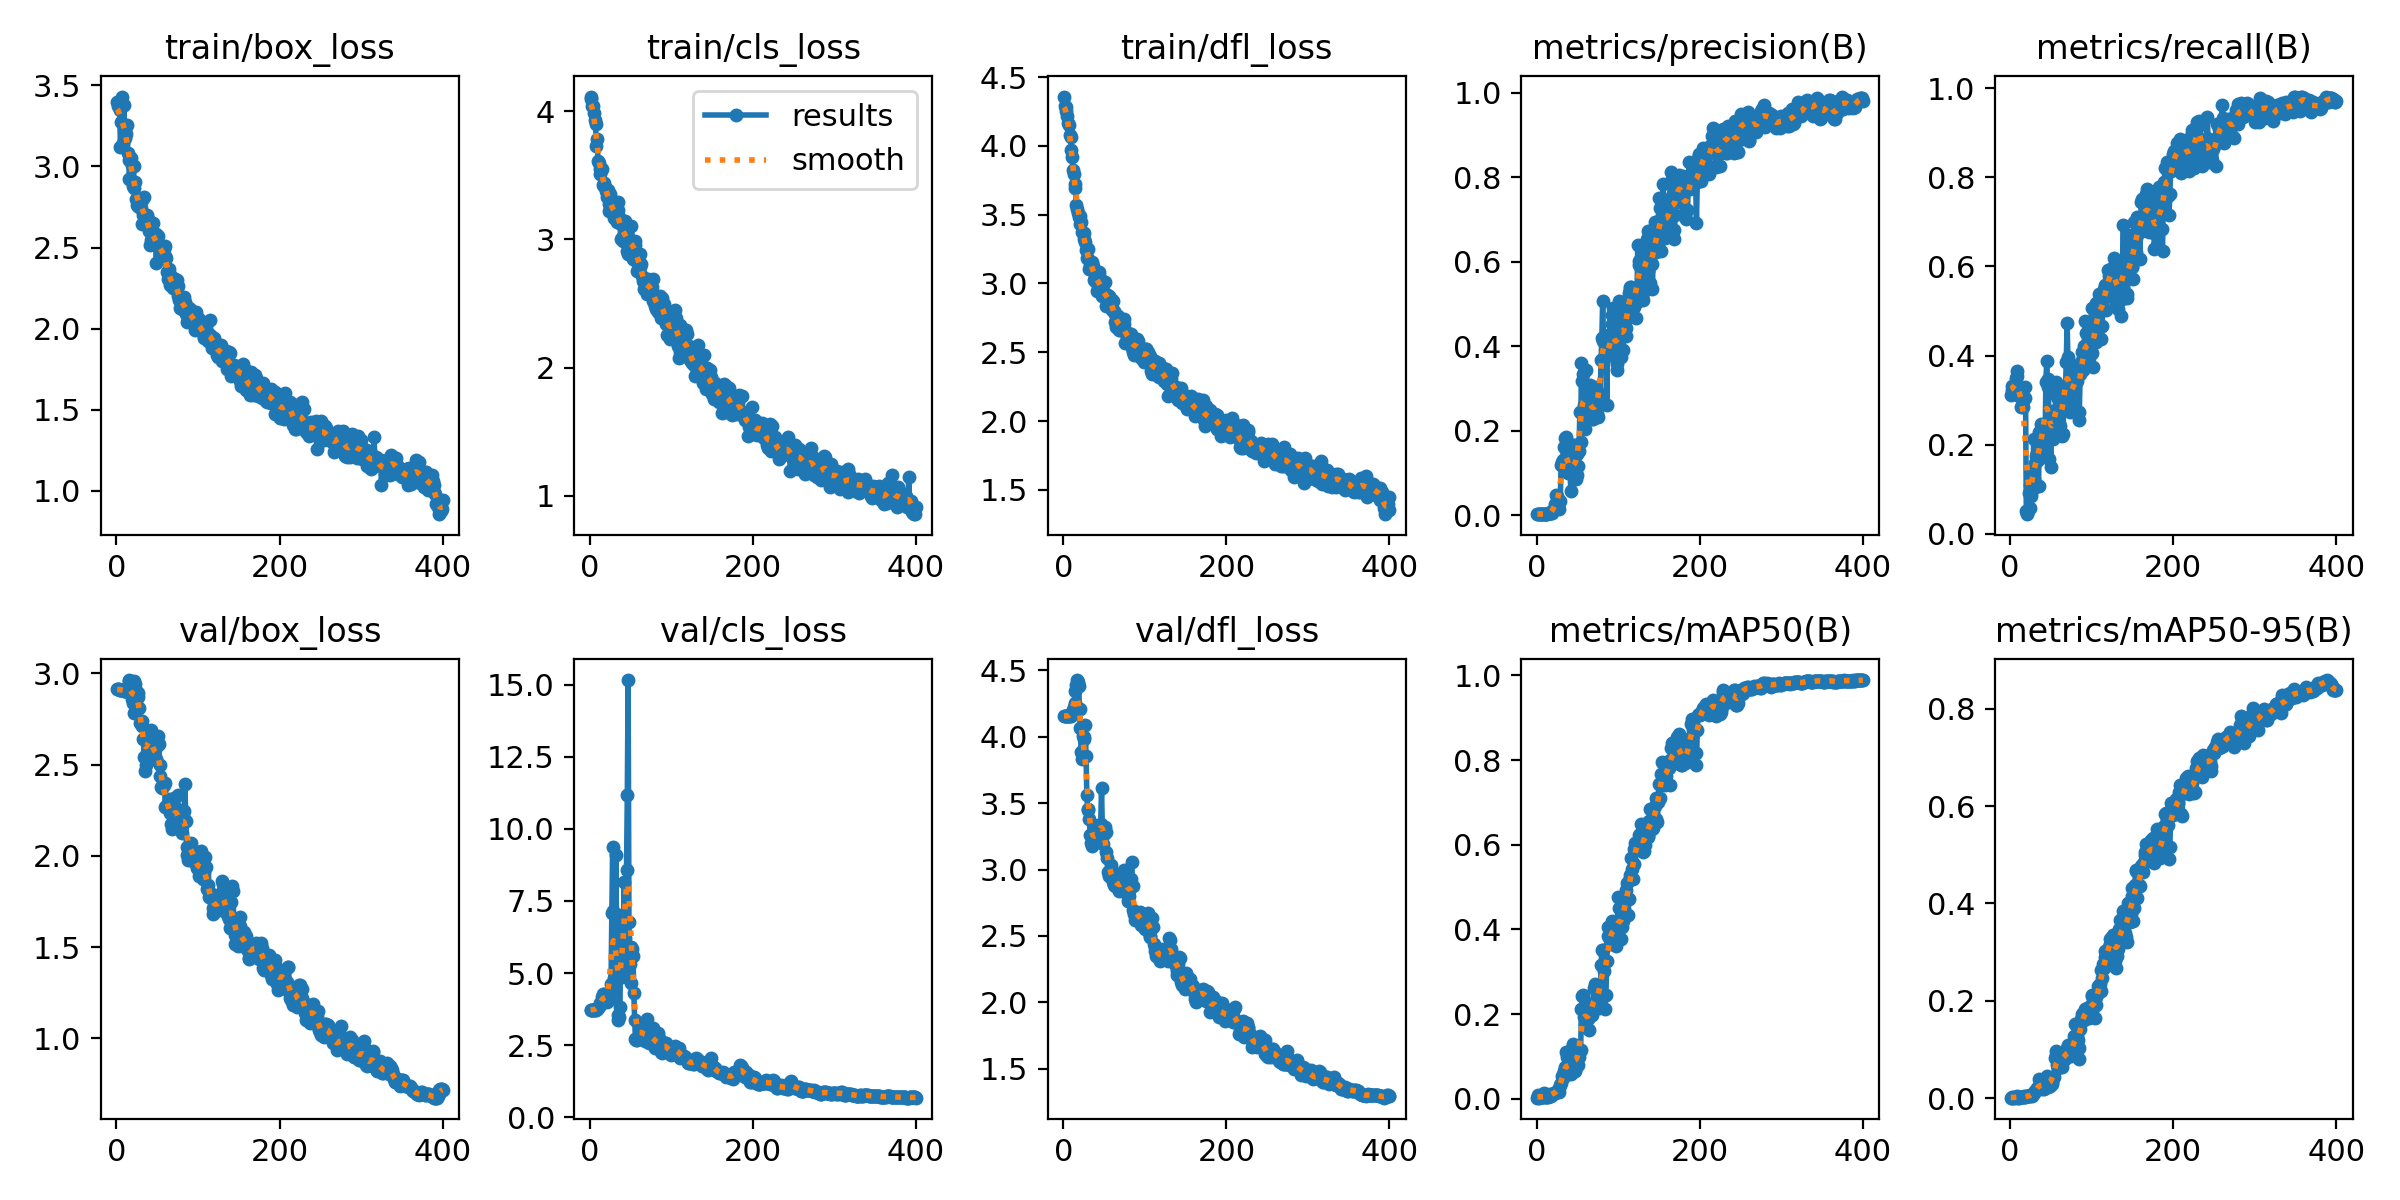 train/box_loss
3.5
3.0
2.5
2.0
1.5
1.0
0 200 400
train/cls_loss
results
smooth
4
3
2
1
0 200 400
train/dfl_loss
4.5
4.0
3.5
3.0
2.5
2.0
1.5
0 200 400
metrics/precision(B)
1.0
0.8
0.6
0.4
0.2
0.0
0 200 400
metrics/recall(B)
1.0
0.8
0.6
0.4
0.2
0.0
0 200 400
val/box_loss
3.0
2.5
2.0
1.5
1.0
0 200 400
val/cls_loss
15.0
12.5
10.0
7.5
5.0
2.5
0.0
0 200 400
val/dfl_loss
4.5
4.0
3.5
3.0
2.5
2.0
1.5
0 200 400
metrics/mAP50(B)
1.0
0.8
0.6
0.4
0.2
0.0
0 200 400
metrics/mAP50-95(B)
0.8
0.6
0.4
0.2
0.0
0 200 400